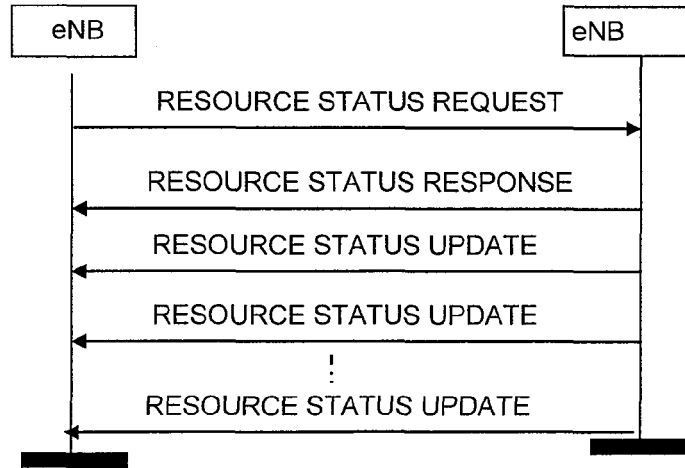 eNB
eNB
RESOURCE STATUS REQUEST
RESOURCE STATUS RESPONSE
RESOURCE STATUS UPDATE
RESOURCE STATUS UPDATE
RESOURCE STATUS UPDATE